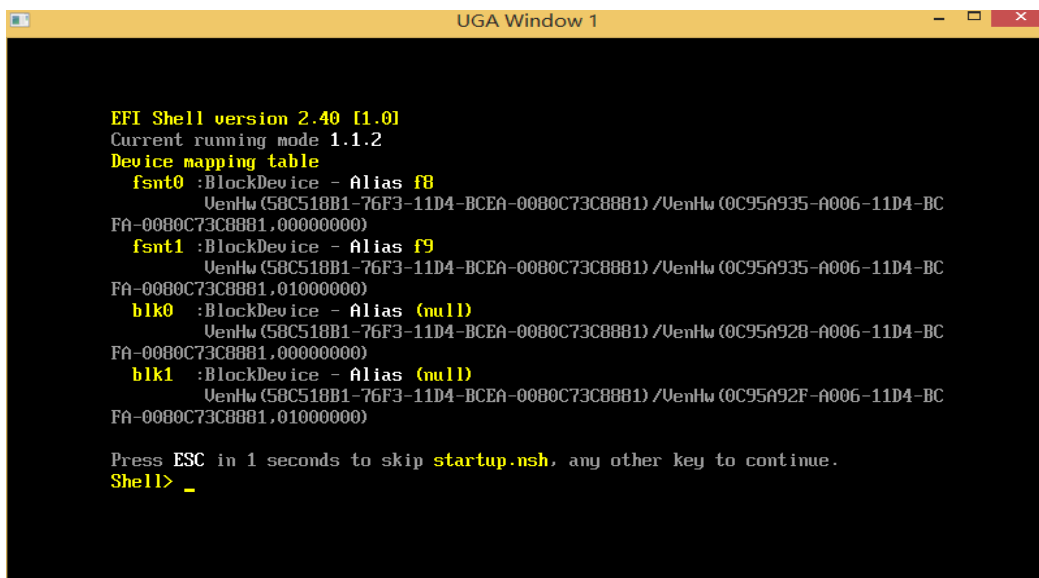 UGA Window 1
EFI Shell version 2.40 [1.0]
Current running mode 1.1.2
Device mapping table
fsnt0 :BlockDevice - Alias f8
VenHw(58C518B1-76F3-11D4-BCEA-0080C73C8881)/VenHw(0C95A935-A006-11D4-BC
FA-0080C73C8881,00000000)
fsnt1 :BlockDevice - Alias f9
VenHw(58C518B1-76F3-11D4-BCEA-0080C73C8881)/VenHw(0C95A935-A006-11D4-BC
FA-0080C73C8881,01000000)
blk0 :BlockDevice - Alias (null)
VenHw(58C518B1-76F3-11D4-BCEA-0080C73C8881)/VenHw(0C95A928-A006-11D4-BC
FA-0080C73C8881,00000000)
blk1 :BlockDevice - Alias (null)
VenHw(58C518B1-76F3-11D4-BCEA-0080C73C8881)/VenHw(0C95A92F-A006-11D4-BC
FA-0080C73C8881,01000000)
Press ESC in 1 seconds to skip startup.nsh, any other key to continue.
Shell> _